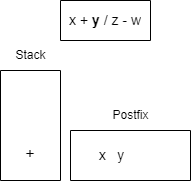 x + y / z - w
Stack
Postfix
+
x y